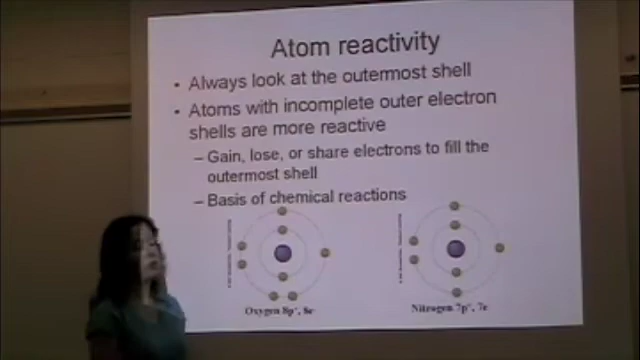 Atom reactivity
• Always look at the outermost shell
• Atoms with incomplete outer electron
shells are more reactive
– Gain, lose, or share electrons to fill the
outermost shell
– Basis of chemical reactions
Oxygen 8p⁺, 8e
Nitrogen 7p⁺, 7e